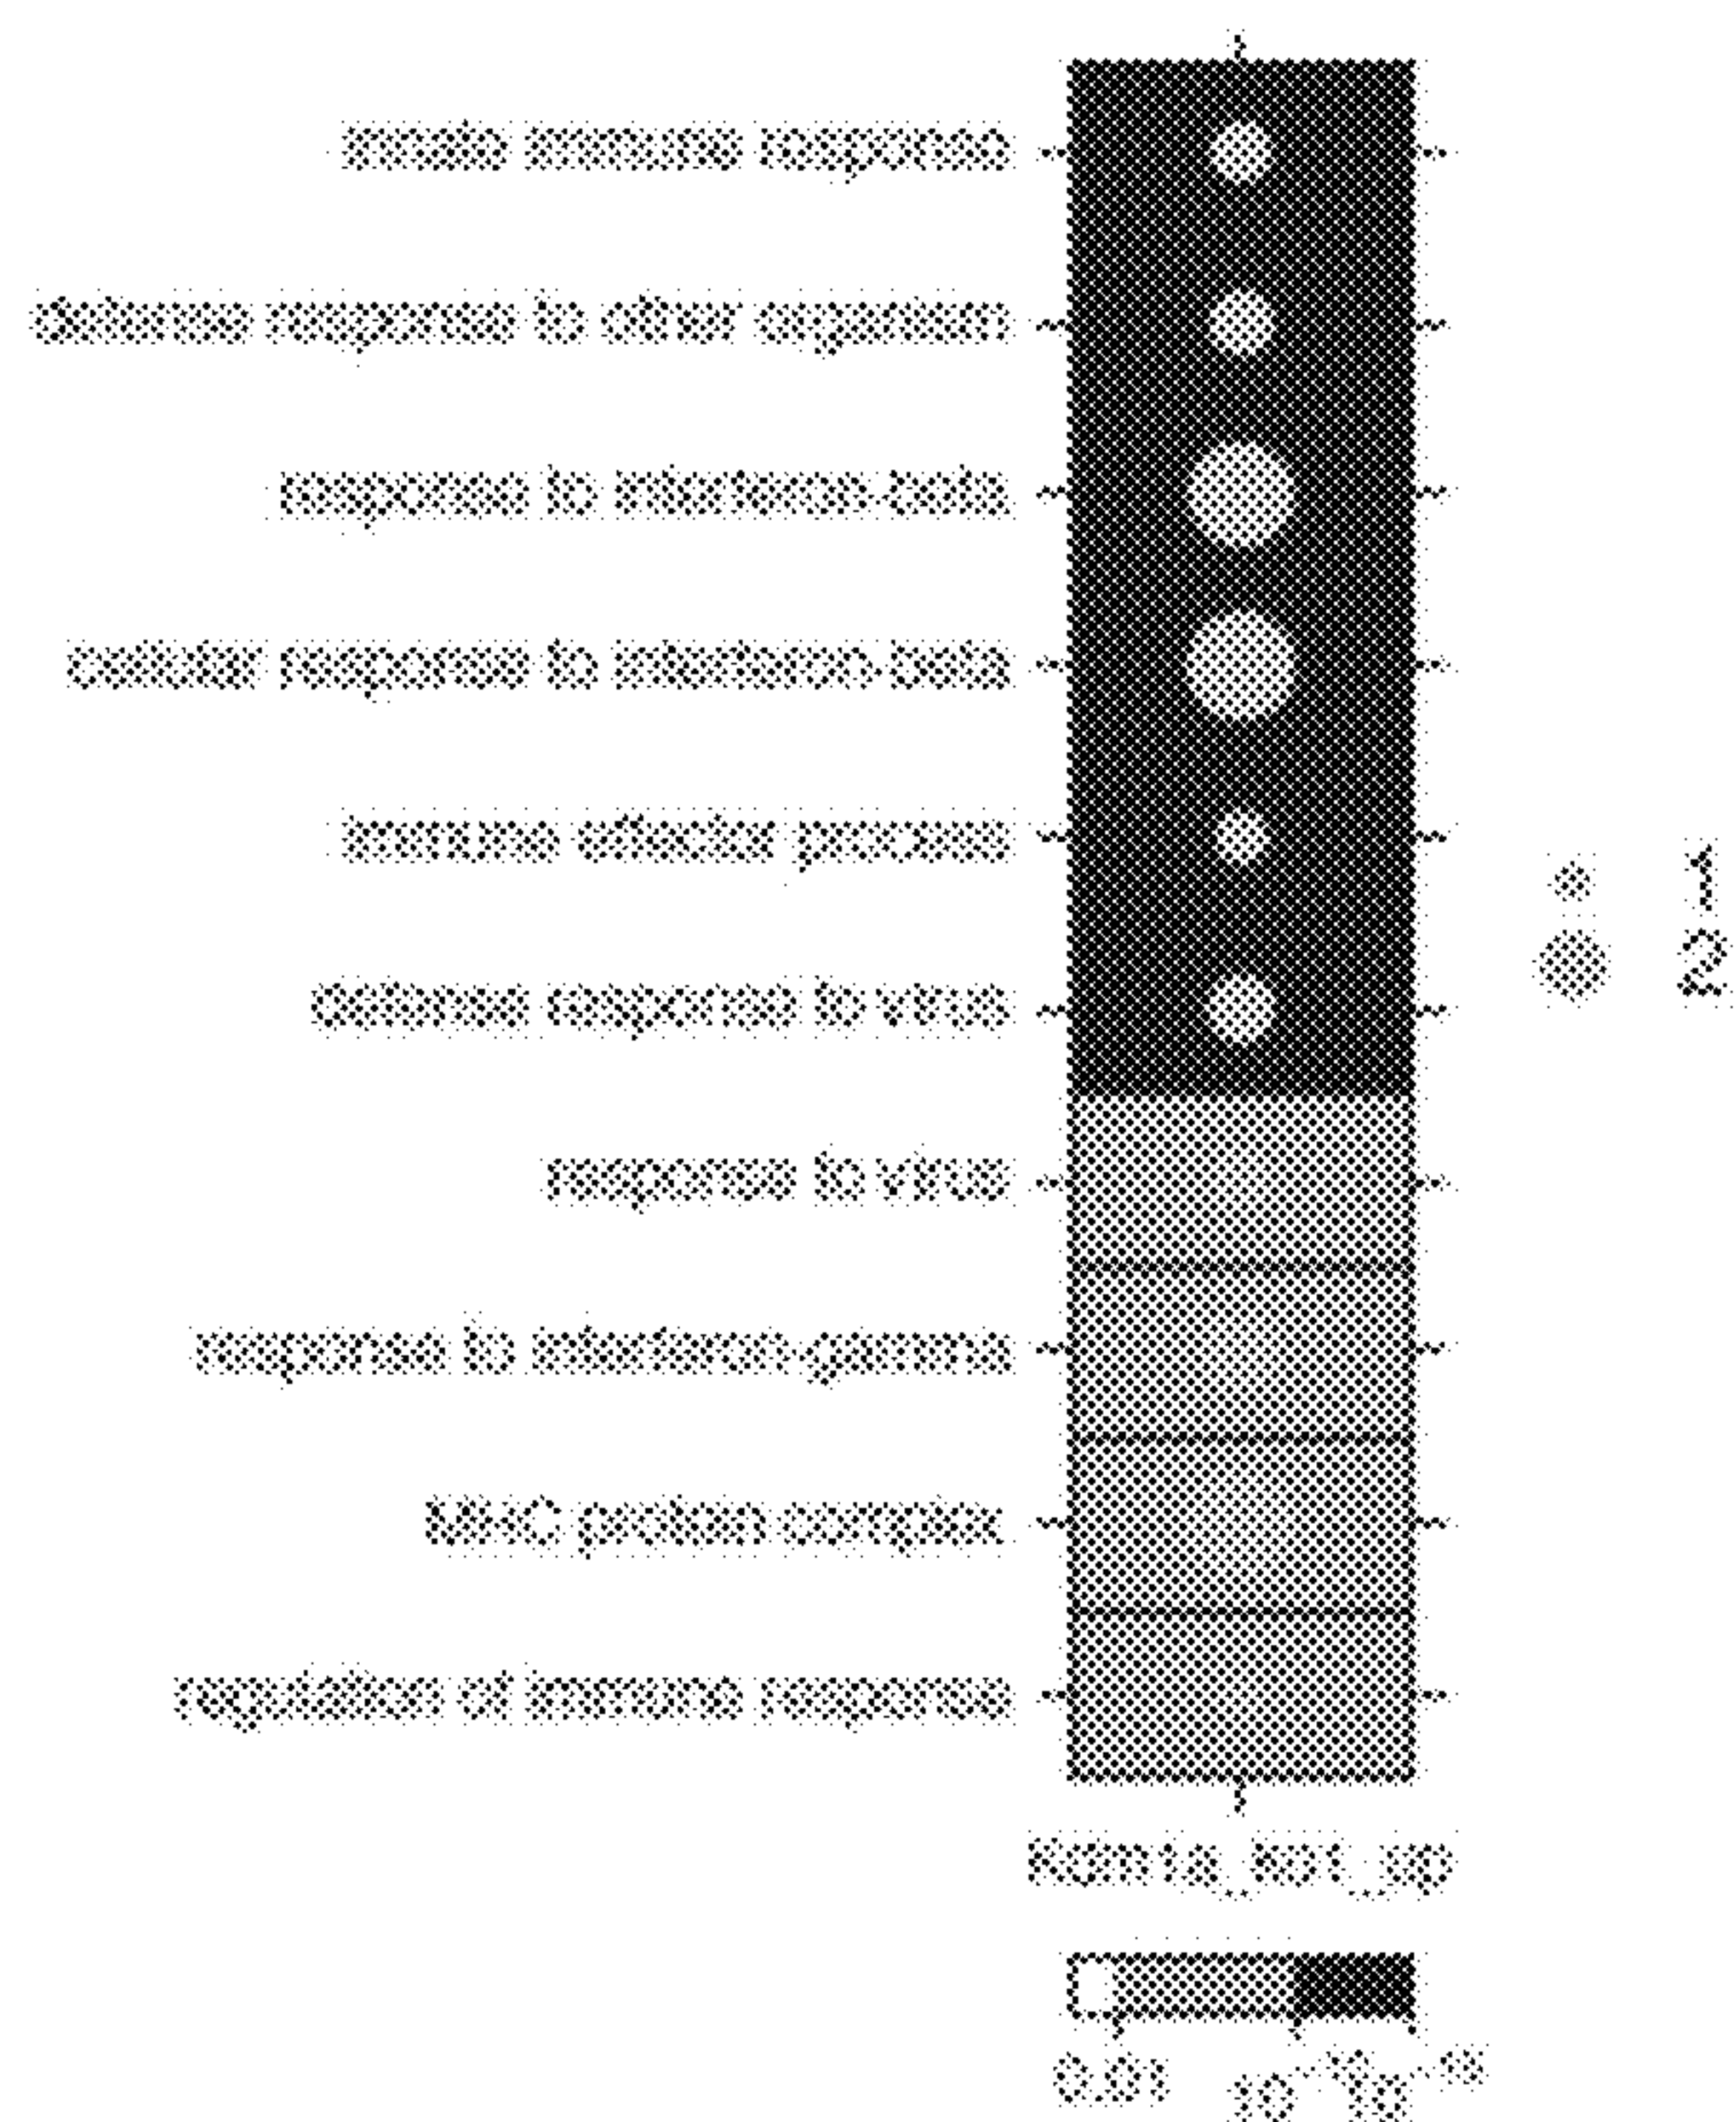 innate immune response
defense response to other organism
response to interferon-beta
cellular response to interferon-beta
immune effector process
defense response to virus
response to virus
response to interferon-gamma
MHC protein complex
regulation of immune response
1
2
0.01